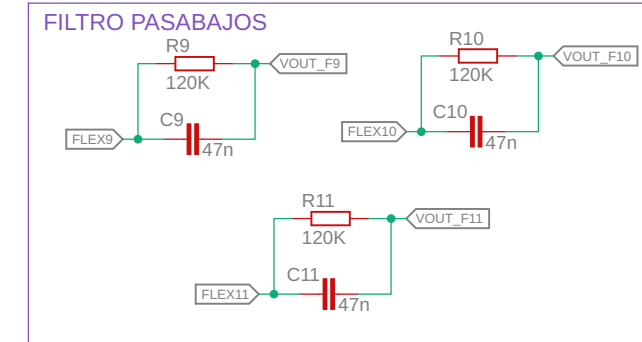 FILTRO PASABAJOS
R9
VOUT_F9
120K
C9
FLEX9
47n
R10
VOUT_F10
120K
C10
FLEX10
47n
R11
VOUT_F11
120K
C11
FLEX11
47n